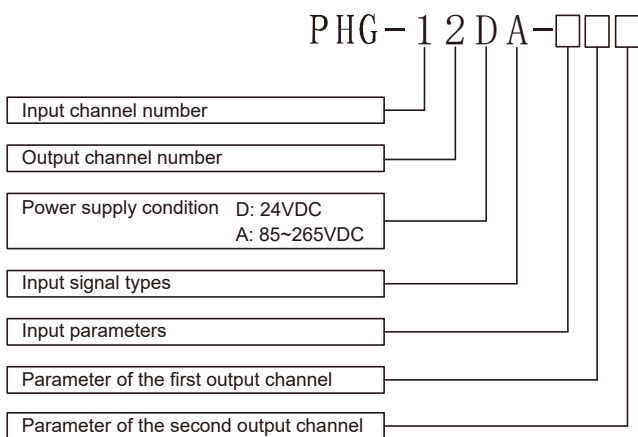 PHG-12DA-□□□
Input channel number
Output channel number
Power supply condition D: 24VDC
A: 85~265VDC
Input signal types
Input parameters
Parameter of the first output channel
Parameter of the second output channel